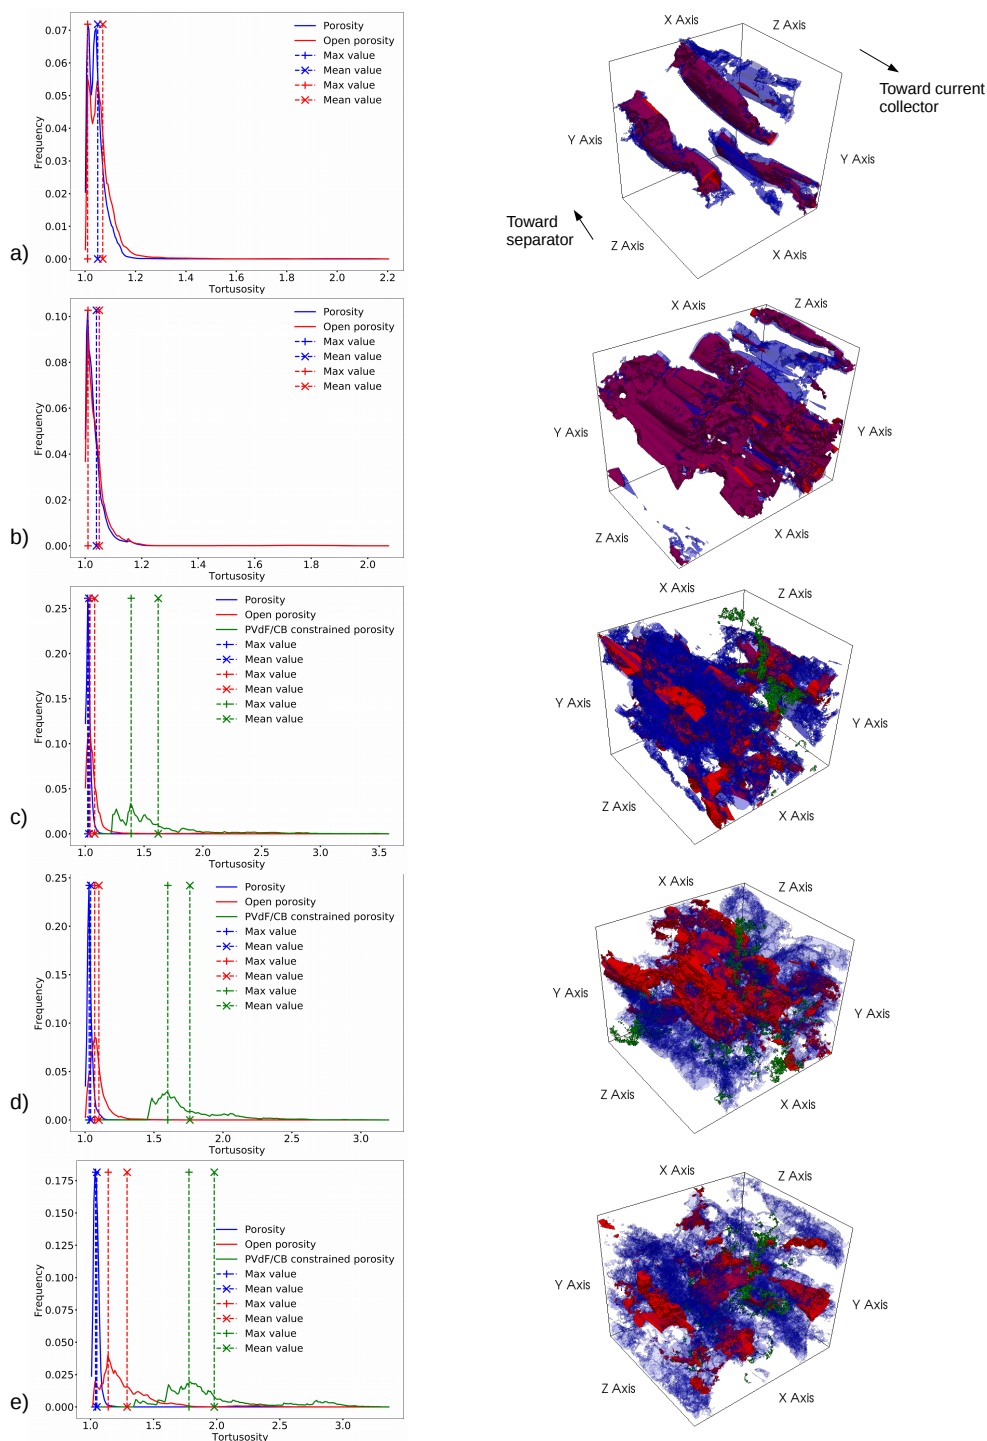 0.07
0.06
0.05
0.04
0.03
0.02
0.01
0.00
Frequency
1.0 1.2 1.4 1.6 1.8 2.0 2.2
Tortusosity
Porosity
Open porosity
Max value
Mean value
Max value
Mean value
a)
X Axis
Z Axis
Toward current
collector
Y Axis
Y Axis
Toward
separator
Z Axis
X Axis
0.10
0.08
0.06
0.04
0.02
0.00
Frequency
1.0 1.2 1.4 1.6 1.8 2.0
Tortusosity
Porosity
Open porosity
Max value
Mean value
Max value
Mean value
b)
X Axis
Z Axis
Y Axis
Y Axis
Z Axis
X Axis
0.25
0.20
0.15
0.10
0.05
0.00
Frequency
1.0 1.5 2.0 2.5 3.0 3.5
Tortusosity
Porosity
Open porosity
PVdF/CB constrained porosity
Max value
Mean value
Max value
Mean value
Max value
Mean value
c)
X Axis
Z Axis
Y Axis
Y Axis
Z Axis
X Axis
0.25
0.20
0.15
0.10
0.05
0.00
Frequency
1.0 1.5 2.0 2.5 3.0
Tortusosity
Porosity
Open porosity
PVdF/CB constrained porosity
Max value
Mean value
Max value
Mean value
Max value
Mean value
d)
X Axis
Z Axis
Y Axis
Y Axis
Z Axis
X Axis
0.175
0.150
0.125
0.100
0.075
0.050
0.025
0.000
Frequency
1.0 1.5 2.0 2.5 3.0
Tortusosity
Porosity
Open porosity
PVdF/CB constrained porosity
Max value
Mean value
Max value
Mean value
Max value
Mean value
e)
X Axis
Z Axis
Y Axis
Y Axis
Z Axis
X Axis